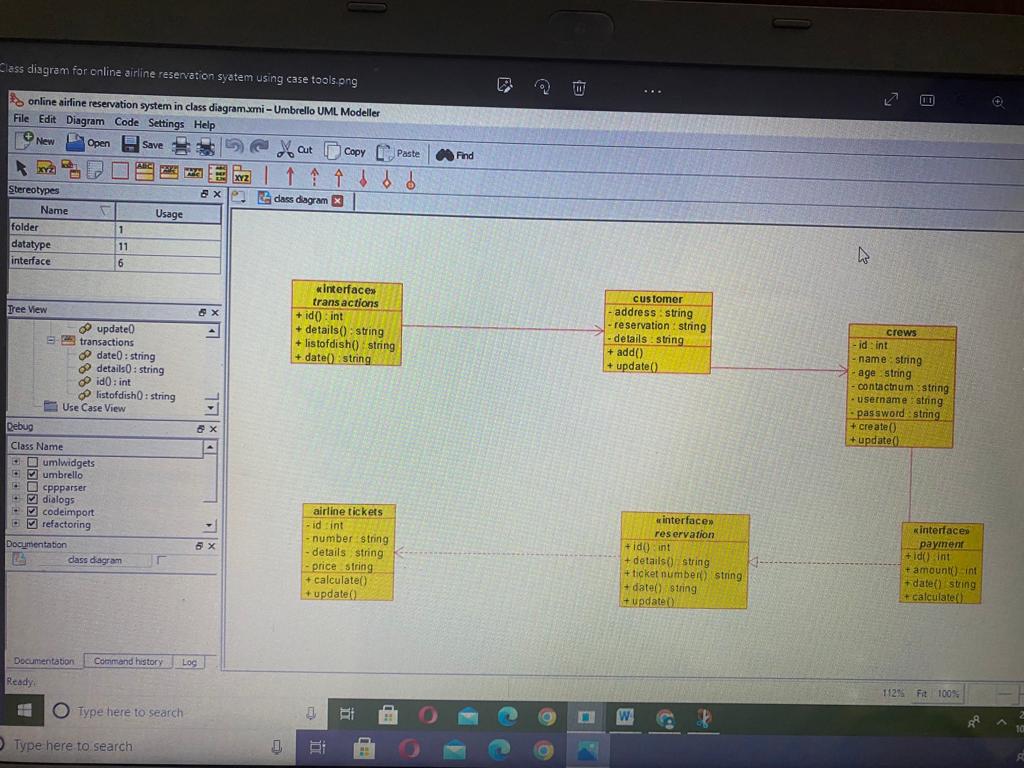 Class diagram for online airline reservation syatem using case tools.png
online airline reservation system in class diagram.xmi – Umbrello UML Modeller
File Edit Diagram Code Settings Help
New Open Save Cut Copy Paste Find
Stereotypes
Name Usage
folder 1
datatype 11
interface 6
Tree View
update()
transactions
date() : string
details() : string
id() : int
listofdish() : string
Use Case View
Debug
Class Name
umlwidgets
umbrello
cppparser
dialogs
codeimport
refactoring
Documentation
class diagram
Documentation Command history Log
Ready.
class diagram
«interface»
transactions
+ id() : int
+ details() : string
+ listofdish() : string
+ date() : string
customer
- address : string
- reservation : string
- details : string
+ add()
+ update()
crews
- id : int
- name : string
- age : string
- contactnum : string
- username : string
- password : string
+ create()
+ update()
airline tickets
- id : int
- number : string
- details : string
- price : string
+ calculate()
+ update()
«interface»
reservation
+ id() : int
+ details() : string
+ ticket number() : string
+ date() : string
+ update()
«interface»
payment
+ id() : int
+ amount() : int
+ date() : string
+ calculate()
112% Fit 100%
Type here to search
Type here to search